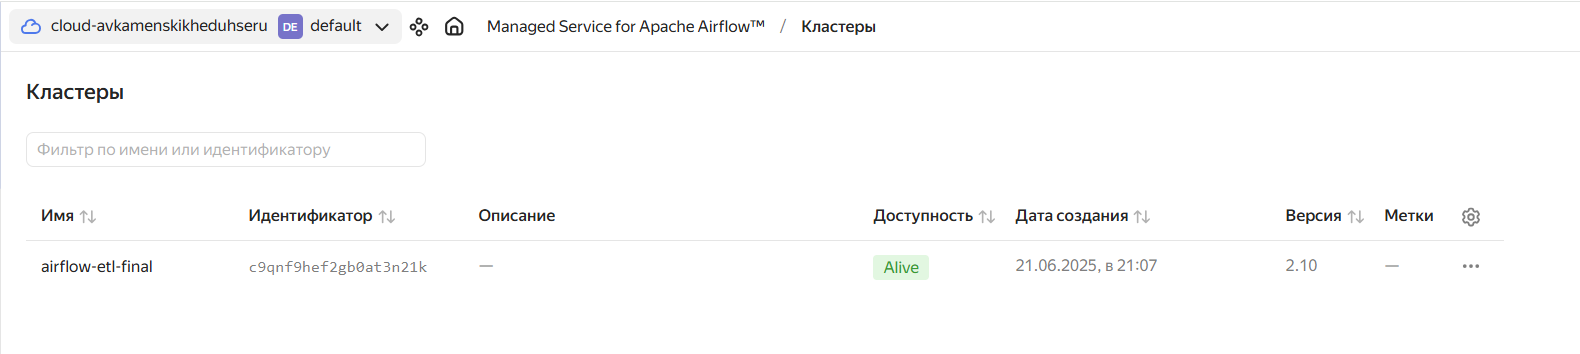 cloud-avkamenskikheduhseru DE default Managed Service for Apache Airflow™ / Кластеры
Кластеры
Фильтр по имени или идентификатору
Имя Идентификатор Описание Доступность Дата создания Версия Метки
airflow-etl-final c9qnf9hef2gb0at3n21k — Alive 21.06.2025, в 21:07 2.10 —